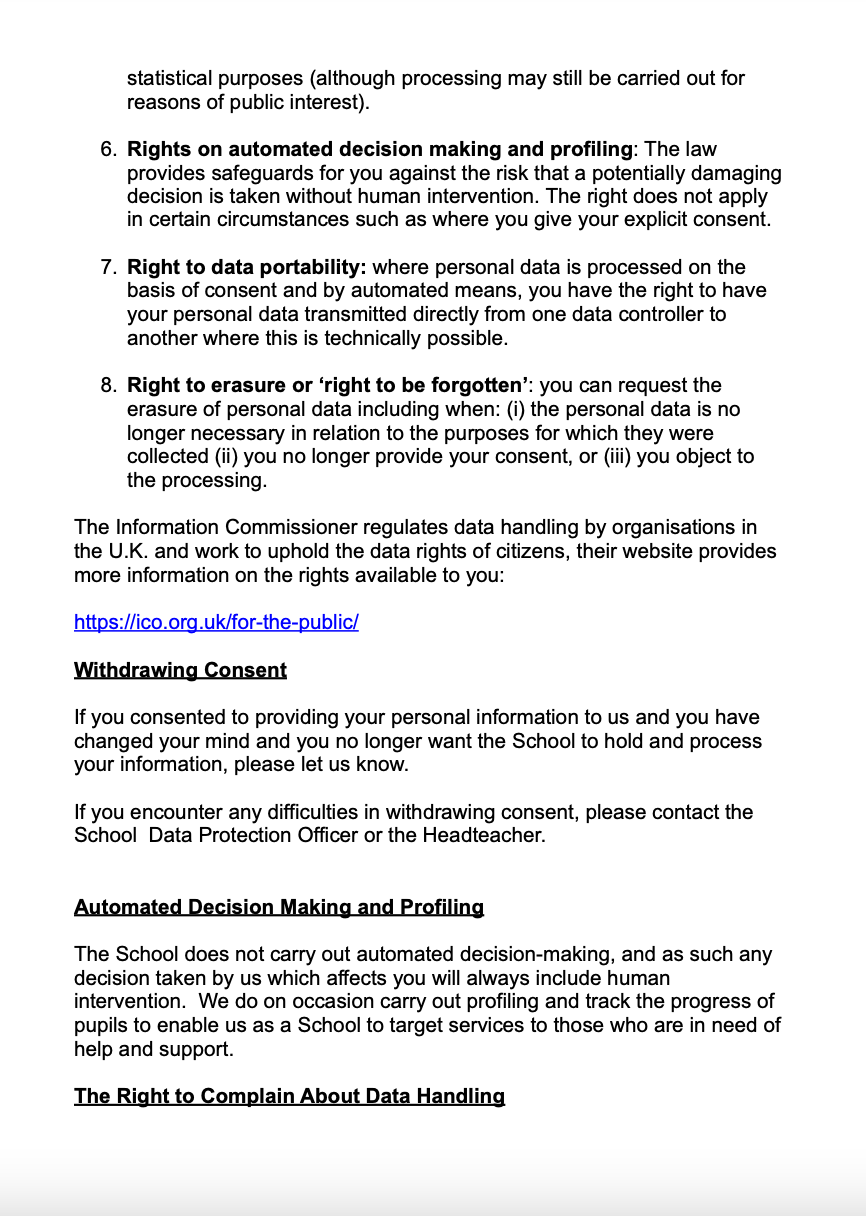 statistical purposes (although processing may still be carried out for
reasons of public interest).
6. Rights on automated decision making and profiling: The law
provides safeguards for you against the risk that a potentially damaging
decision is taken without human intervention. The right does not apply
in certain circumstances such as where you give your explicit consent.
7. Right to data portability: where personal data is processed on the
basis of consent and by automated means, you have the right to have
your personal data transmitted directly from one data controller to
another where this is technically possible.
8. Right to erasure or ‘right to be forgotten’: you can request the
erasure of personal data including when: (i) the personal data is no
longer necessary in relation to the purposes for which they were
collected (ii) you no longer provide your consent, or (iii) you object to
the processing.
The Information Commissioner regulates data handling by organisations in
the U.K. and work to uphold the data rights of citizens, their website provides
more information on the rights available to you:
https://ico.org.uk/for-the-public/
Withdrawing Consent
If you consented to providing your personal information to us and you have
changed your mind and you no longer want the School to hold and process
your information, please let us know.
If you encounter any difficulties in withdrawing consent, please contact the
School  Data Protection Officer or the Headteacher.
Automated Decision Making and Profiling
The School does not carry out automated decision-making, and as such any
decision taken by us which affects you will always include human
intervention.  We do on occasion carry out profiling and track the progress of
pupils to enable us as a School to target services to those who are in need of
help and support.
The Right to Complain About Data Handling